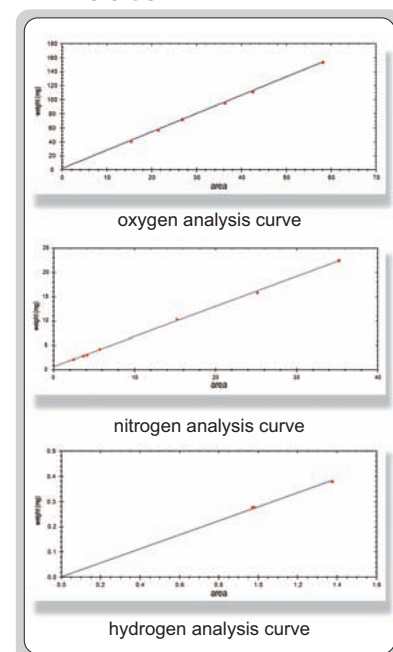 180
160
140
120
100
80
60
40
20
0
weight (mg)
0 10 20 30 40 50 60 70
area
oxygen analysis curve
25
20
15
10
5
0
weight (mg)
0 10 20 30 40
area
nitrogen analysis curve
0.5
0.4
0.3
0.2
0.1
0.0
weight (mg)
0.0 0.2 0.4 0.6 0.8 1.0 1.2 1.4 1.6
area
hydrogen analysis curve